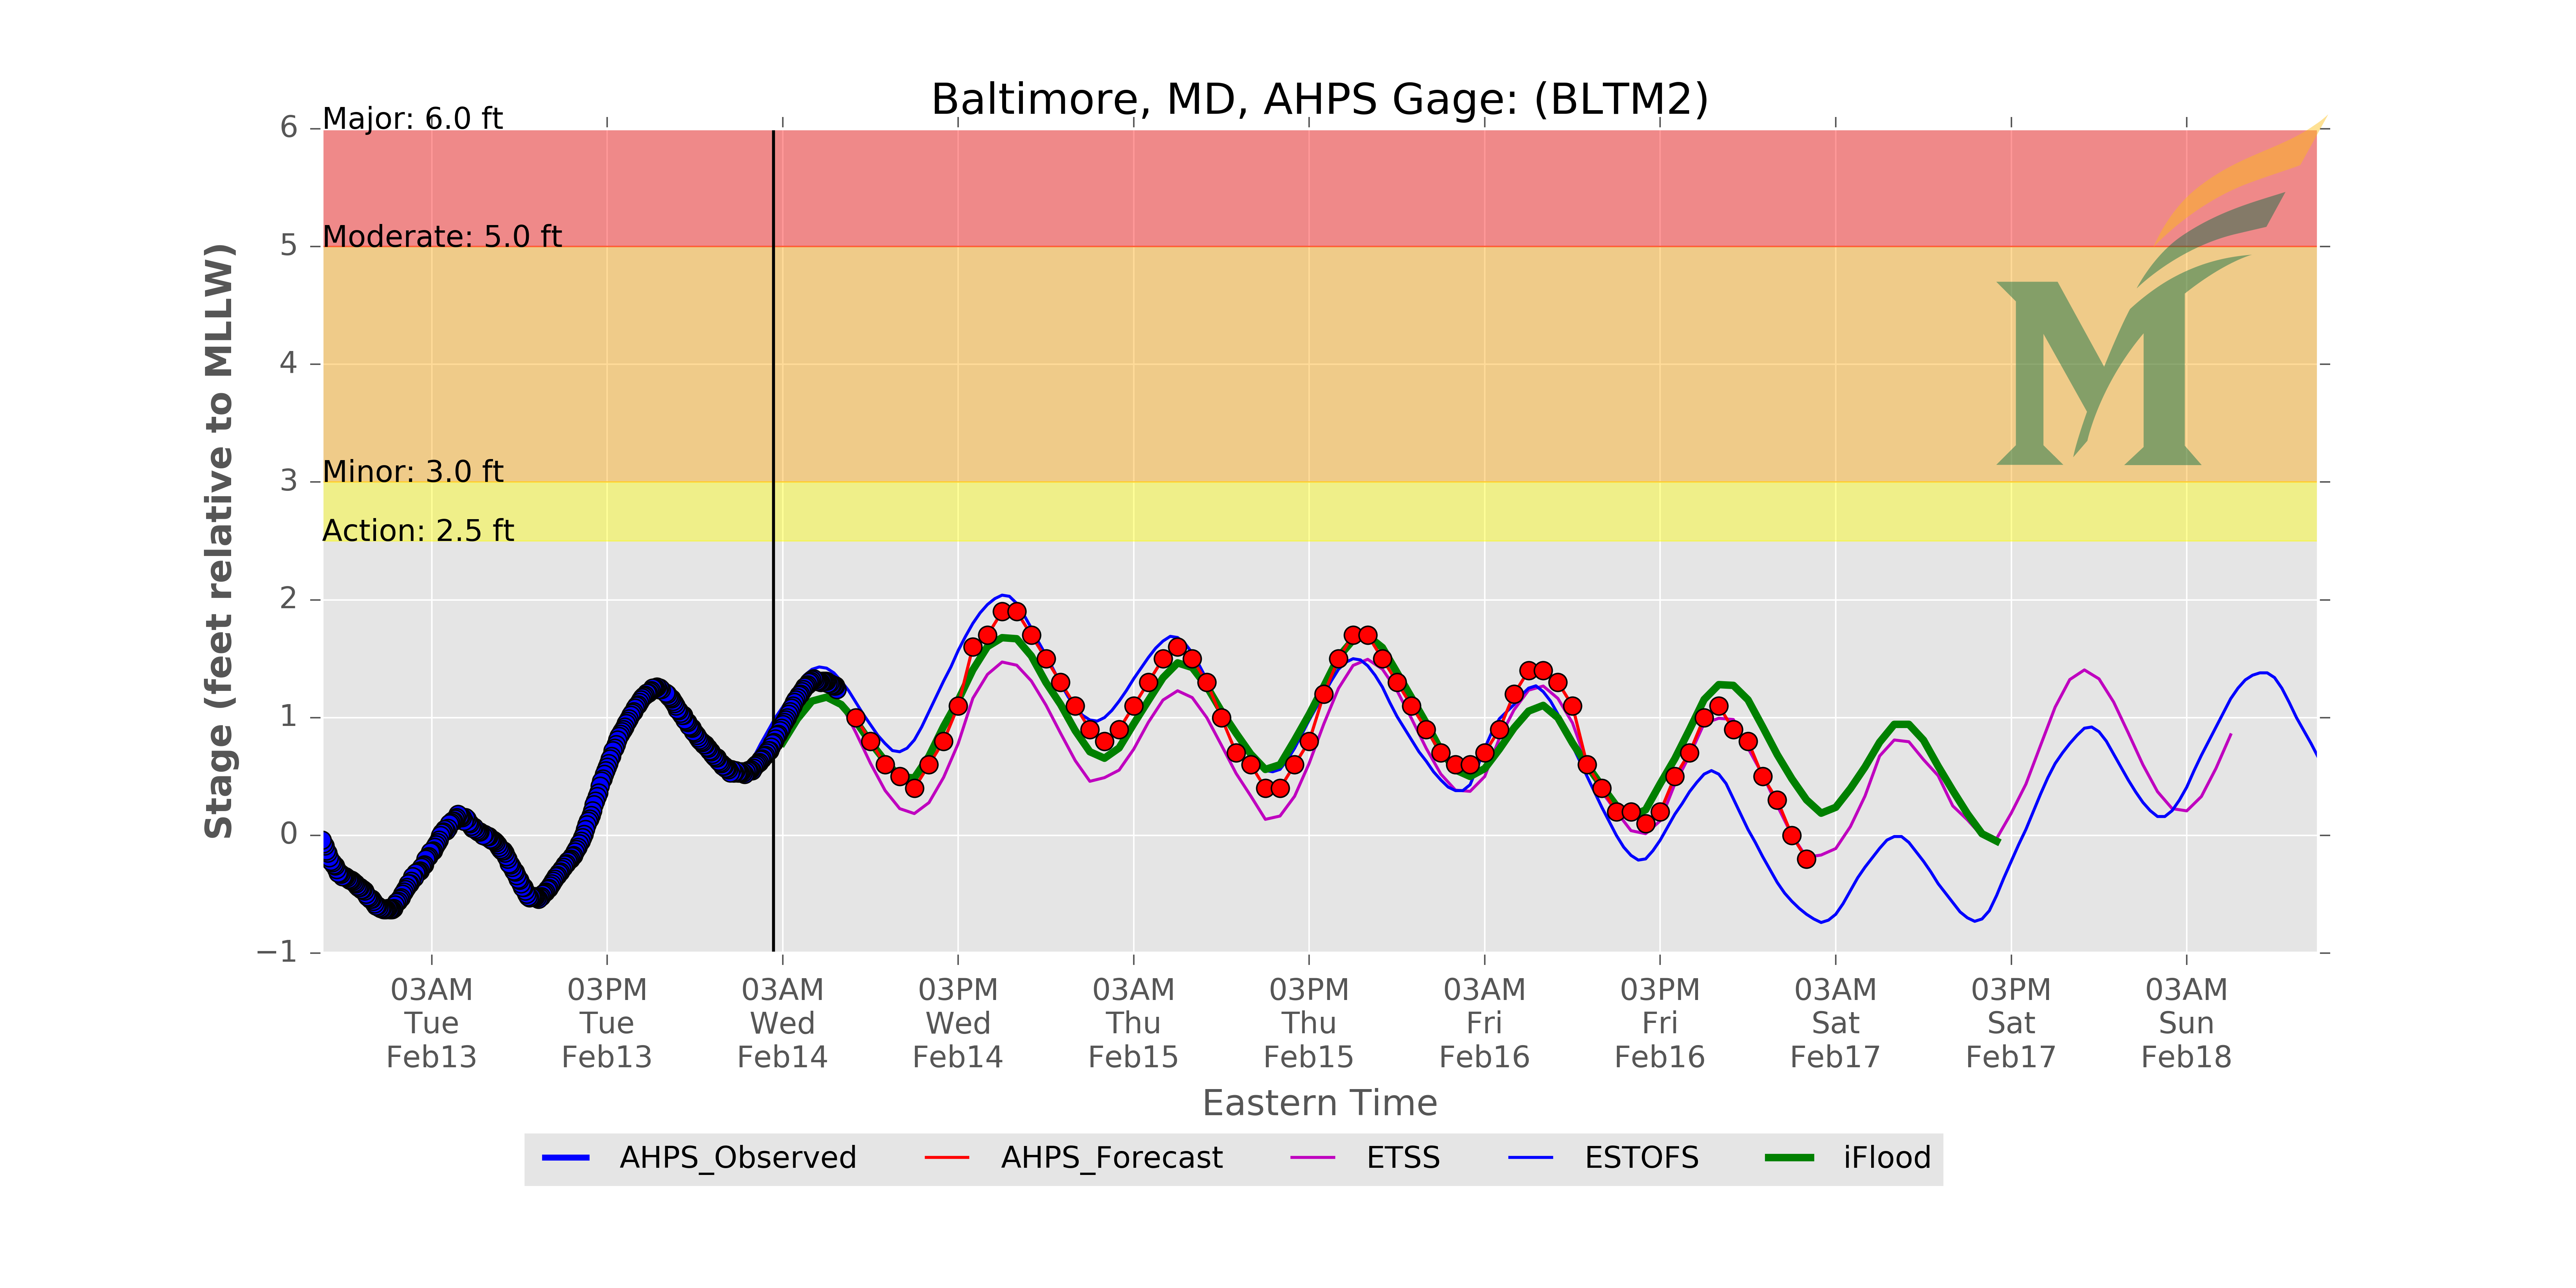 Baltimore, MD, AHPS Gage: (BLTM2)
Major: 6.0 ft
Moderate: 5.0 ft
Minor: 3.0 ft
Action: 2.5 ft
6
5
4
3
2
1
0
−1
Stage (feet relative to MLLW)
03AM
Tue
Feb13
03PM
Tue
Feb13
03AM
Wed
Feb14
03PM
Wed
Feb14
03AM
Thu
Feb15
03PM
Thu
Feb15
03AM
Fri
Feb16
03PM
Fri
Feb16
03AM
Sat
Feb17
03PM
Sat
Feb17
03AM
Sun
Feb18
Eastern Time
AHPS_Observed
AHPS_Forecast
ETSS
ESTOFS
iFlood
M